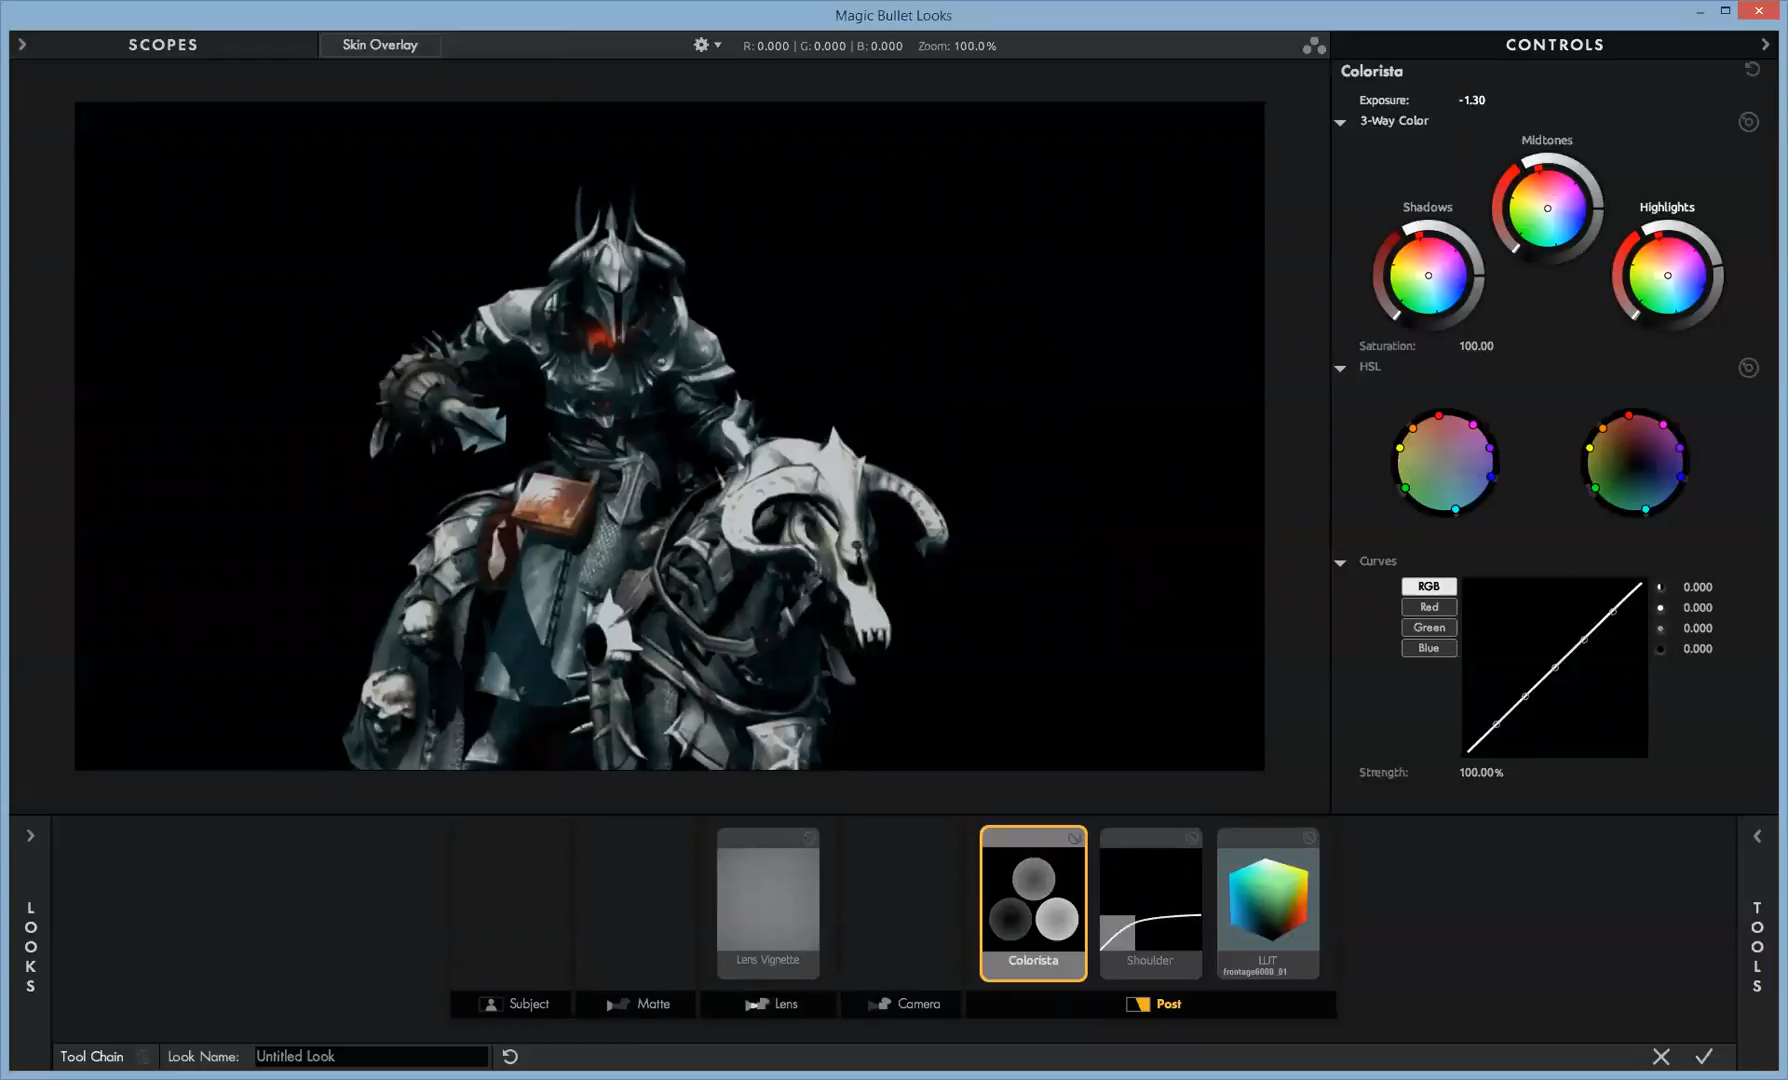 Magic Bullet Looks
SCOPES
Skin Overlay
R: 0.000 | G: 0.000 | B: 0.000 Zoom: 100.0%
CONTROLS
Colorista
Exposure: -1.30
3-Way Color
Midtones
Shadows
Highlights
Saturation: 100.00
HSL
Curves
RGB 0.000
Red 0.000
Green 0.000
Blue 0.000
Strength: 100.00%
LOOKS
Lens Vignette
Colorista
Shoulder
LUT
frontage6000_01
TOOLS
Subject
Matte
Lens
Camera
Post
Tool Chain
Look Name: Untitled Look